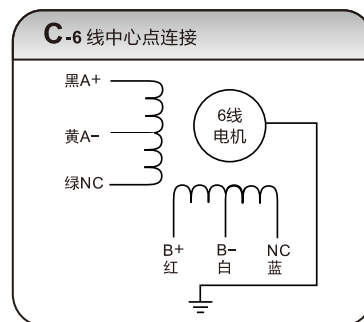 C-6 线中心点连接
黑A+
黄A-
绿NC
6线
电机
B+ B- NC
红 白 蓝